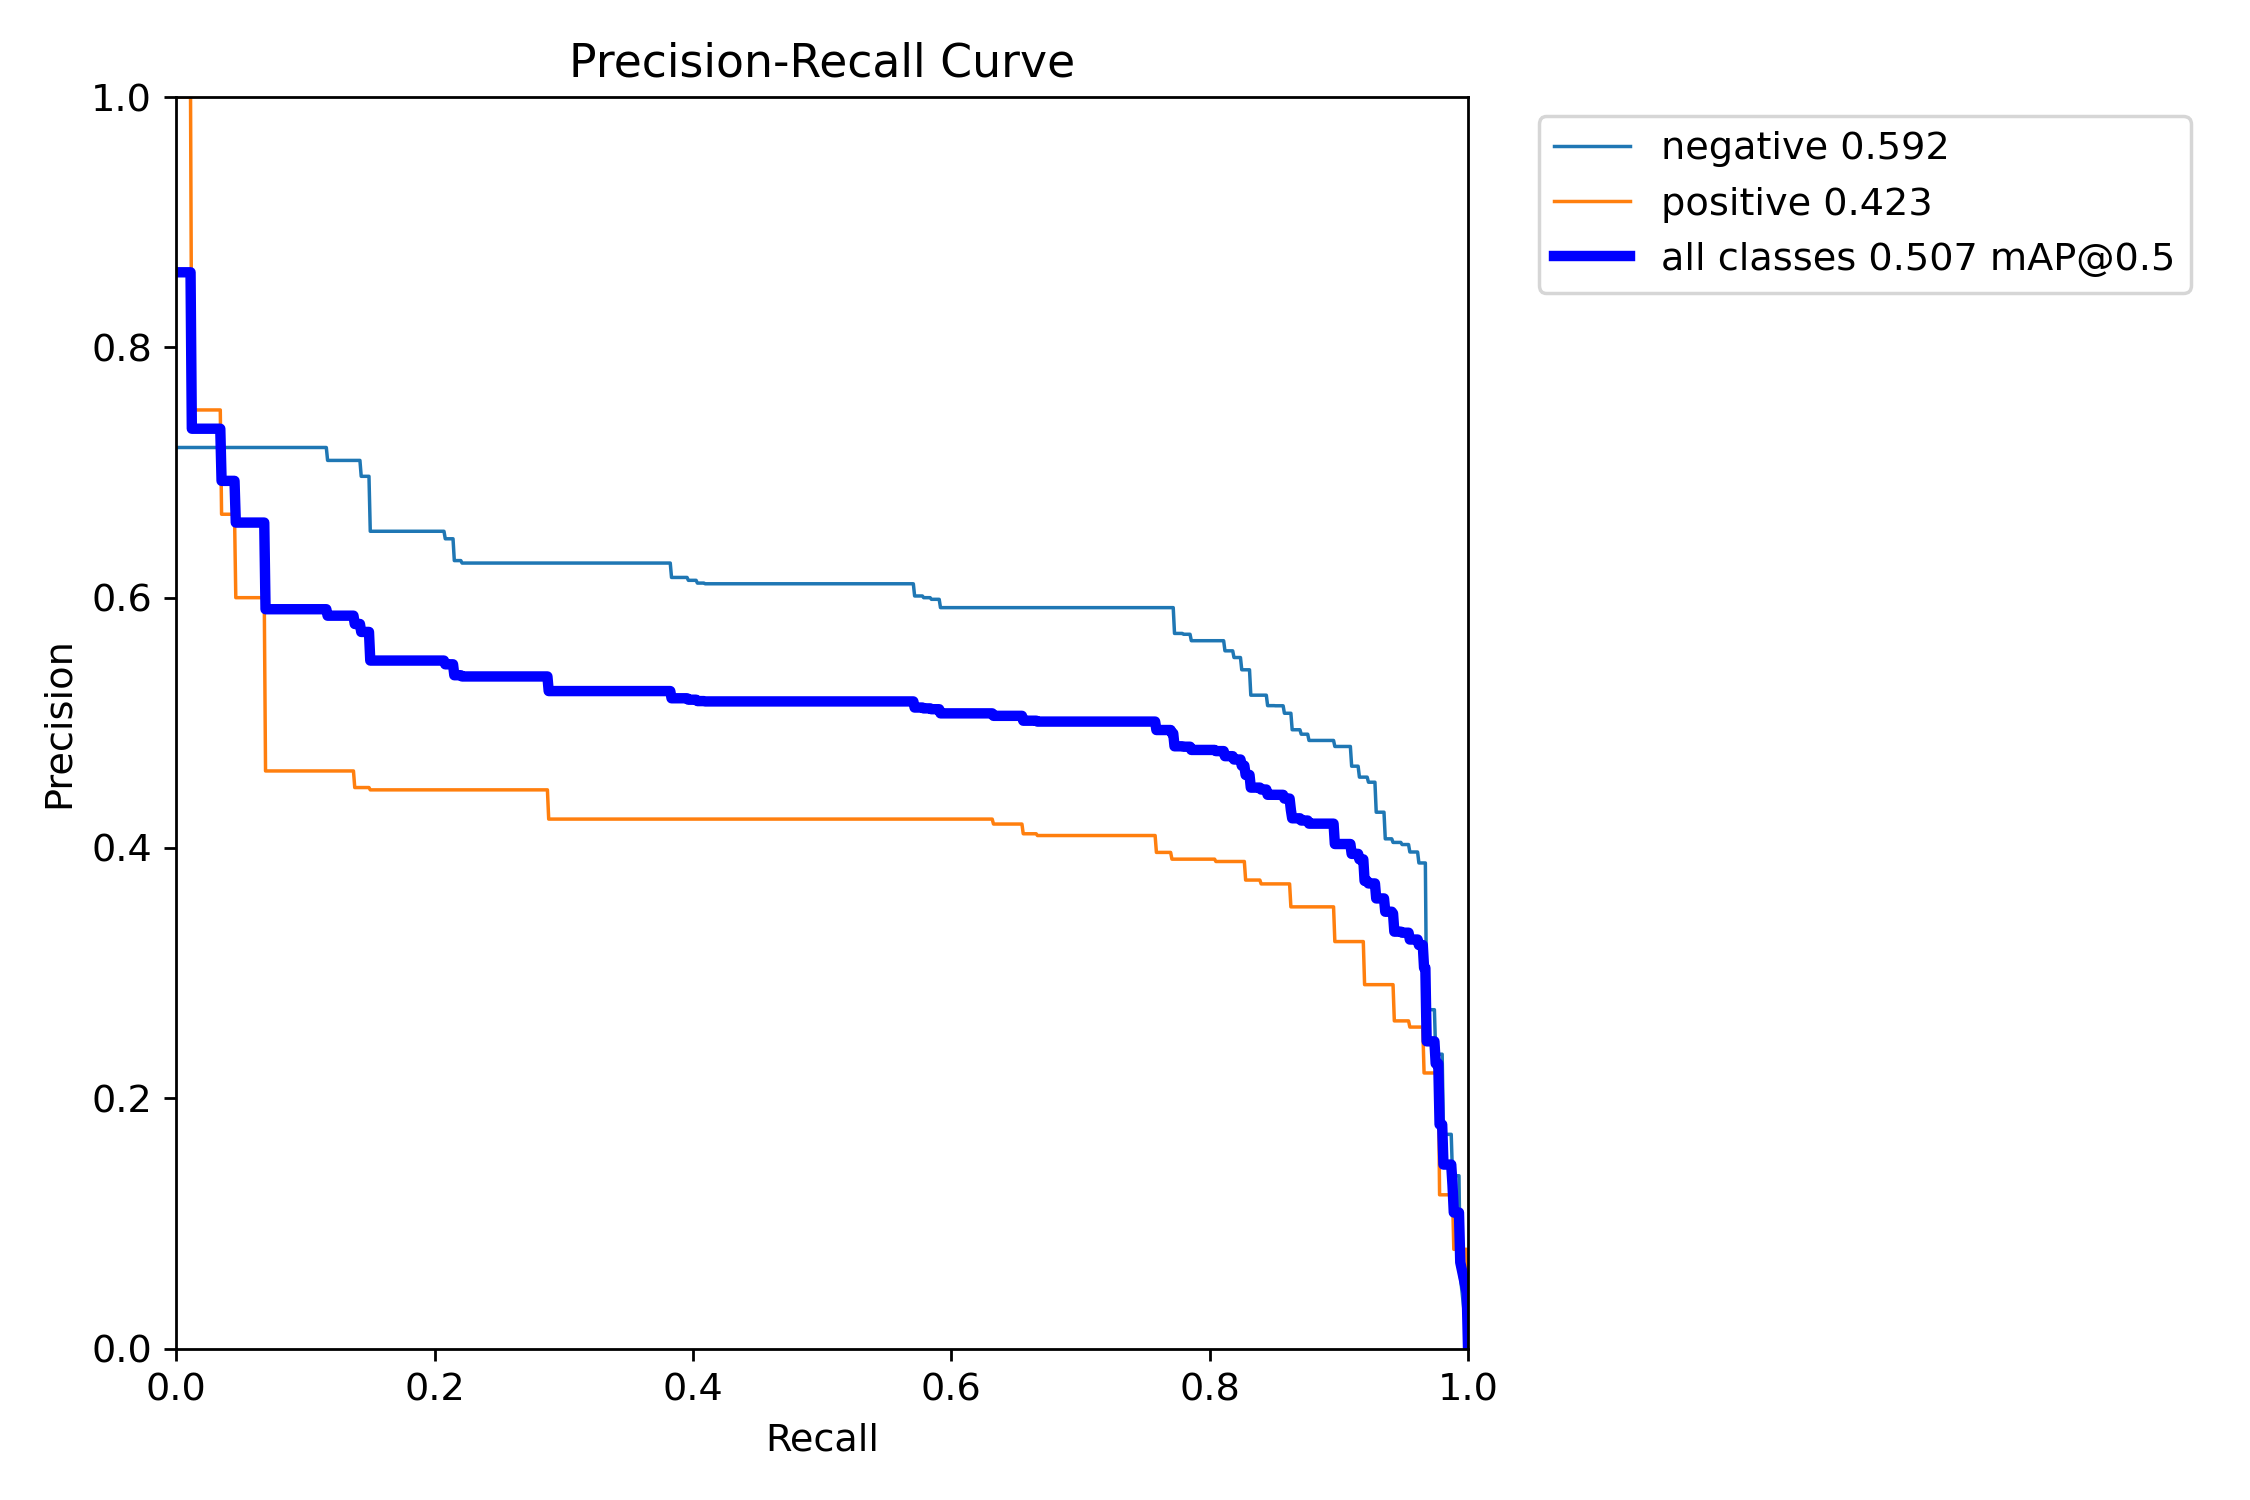 Precision-Recall Curve
negative 0.592
positive 0.423
all classes 0.507 mAP@0.5
1.0
0.8
0.6
0.4
0.2
0.0
Precision
0.0 0.2 0.4 0.6 0.8 1.0
Recall